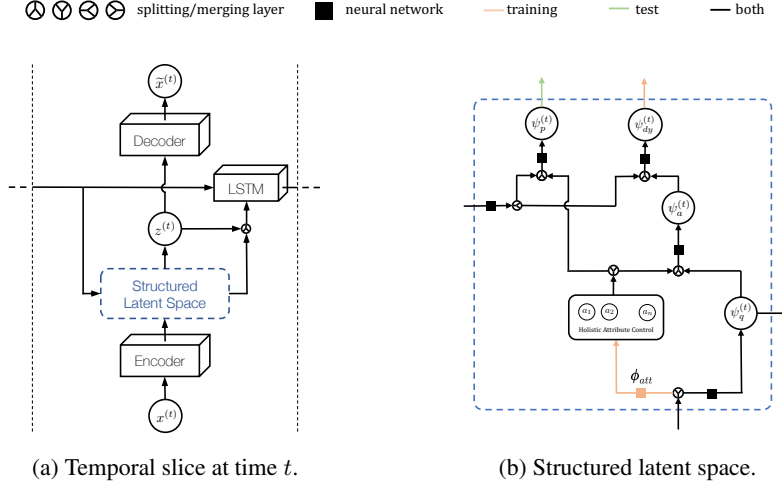 splitting/merging layer neural network training test both
x̃^(t)
Decoder
LSTM
z^(t)
Structured
Latent Space
Encoder
x^(t)
(a) Temporal slice at time t.
ψ_p^(t) ψ_dy^(t)
ψ_a^(t)
a_1 a_2 a_n
Holistic Attribute Control
ψ_q^(t)
ϕ_att
(b) Structured latent space.